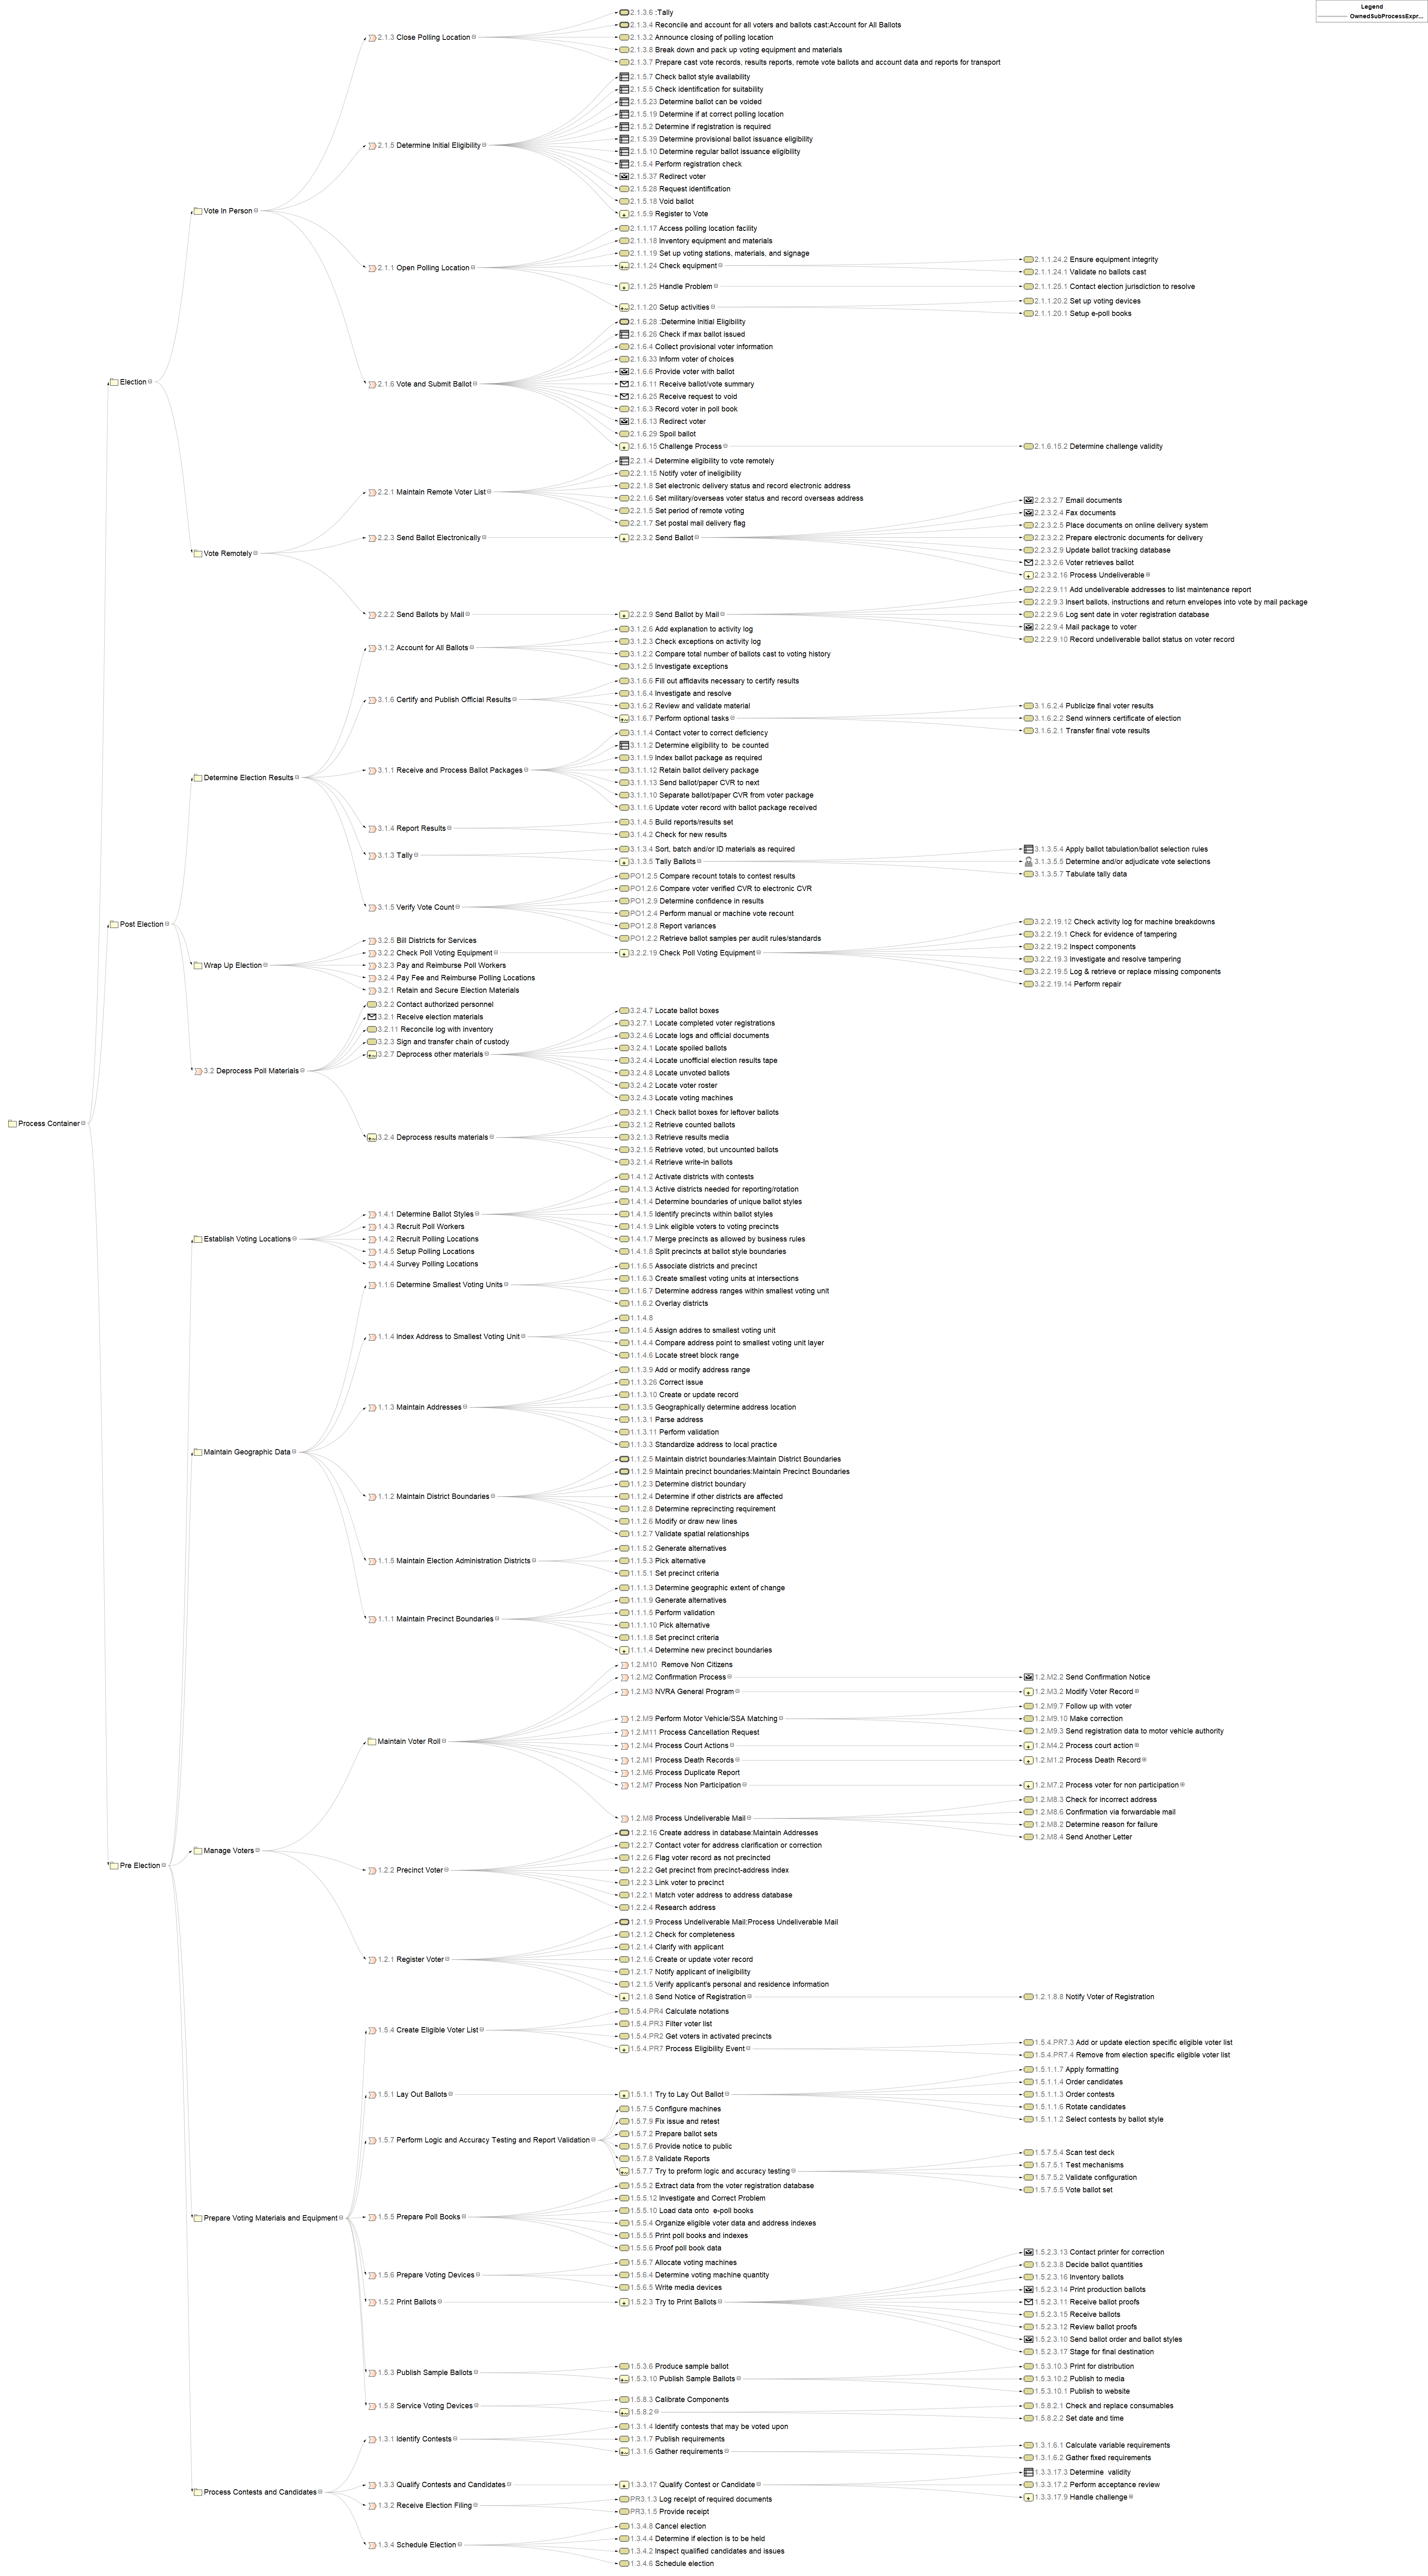 Legend
OwnedSubProcessExpr...
Process Container
Election
Vote In Person
2.1.3 Close Polling Location
2.1.3.6 :Tally
2.1.3.4 Reconcile and account for all voters and ballots cast:Account for All Ballots
2.1.3.2 Announce closing of polling location
2.1.3.8 Break down and pack up voting equipment and materials
2.1.3.7 Prepare cast vote records, results reports, remote vote ballots and account data and reports for transport
2.1.5 Determine Initial Eligibility
2.1.5.7 Check ballot style availability
2.1.5.5 Check identification for suitability
2.1.5.23 Determine ballot can be voided
2.1.5.19 Determine if at correct polling location
2.1.5.2 Determine if registration is required
2.1.5.39 Determine provisional ballot issuance eligibility
2.1.5.10 Determine regular ballot issuance eligibility
2.1.5.4 Perform registration check
2.1.5.37 Redirect voter
2.1.5.28 Request identification
2.1.5.18 Void ballot
2.1.5.9 Register to Vote
2.1.1 Open Polling Location
2.1.1.17 Access polling location facility
2.1.1.18 Inventory equipment and materials
2.1.1.19 Set up voting stations, materials, and signage
2.1.1.24 Check equipment
2.1.1.24.2 Ensure equipment integrity
2.1.1.24.1 Validate no ballots cast
2.1.1.25 Handle Problem
2.1.1.25.1 Contact election jurisdiction to resolve
2.1.1.20 Setup activities
2.1.1.20.2 Set up voting devices
2.1.1.20.1 Setup e-poll books
2.1.6 Vote and Submit Ballot
2.1.6.28 :Determine Initial Eligibility
2.1.6.26 Check if max ballot issued
2.1.6.4 Collect provisional voter information
2.1.6.33 Inform voter of choices
2.1.6.6 Provide voter with ballot
2.1.6.11 Receive ballot/vote summary
2.1.6.25 Receive request to void
2.1.6.3 Record voter in poll book
2.1.6.13 Redirect voter
2.1.6.29 Spoil ballot
2.1.6.15 Challenge Process
2.1.6.15.2 Determine challenge validity
Vote Remotely
2.2.1 Maintain Remote Voter List
2.2.1.4 Determine eligibility to vote remotely
2.2.1.15 Notify voter of ineligibility
2.2.1.8 Set electronic delivery status and record electronic address
2.2.1.6 Set military/overseas voter status and record overseas address
2.2.1.5 Set period of remote voting
2.2.1.7 Set postal mail delivery flag
2.2.3 Send Ballot Electronically
2.2.3.2 Send Ballot
2.2.3.2.7 Email documents
2.2.3.2.4 Fax documents
2.2.3.2.5 Place documents on online delivery system
2.2.3.2.2 Prepare electronic documents for delivery
2.2.3.2.9 Update ballot tracking database
2.2.3.2.6 Voter retrieves ballot
2.2.3.2.16 Process Undeliverable
2.2.2 Send Ballots by Mail
2.2.2.9 Send Ballot by Mail
2.2.2.9.11 Add undeliverable addresses to list maintenance report
2.2.2.9.3 Insert ballots, instructions and return envelopes into vote by mail package
2.2.2.9.6 Log sent date in voter registration database
2.2.2.9.4 Mail package to voter
2.2.2.9.10 Record undeliverable ballot status on voter record
Post Election
Determine Election Results
3.1.2 Account for All Ballots
3.1.2.6 Add explanation to activity log
3.1.2.3 Check exceptions on activity log
3.1.2.2 Compare total number of ballots cast to voting history
3.1.2.5 Investigate exceptions
3.1.6 Certify and Publish Official Results
3.1.6.6 Fill out affidavits necessary to certify results
3.1.6.4 Investigate and resolve
3.1.6.2 Review and validate material
3.1.6.7 Perform optional tasks
3.1.6.2.4 Publicize final voter results
3.1.6.2.2 Send winners certificate of election
3.1.6.2.1 Transfer final vote results
3.1.1 Receive and Process Ballot Packages
3.1.1.4 Contact voter to correct deficiency
3.1.1.2 Determine eligibility to  be counted
3.1.1.9 Index ballot package as required
3.1.1.12 Retain ballot delivery package
3.1.1.13 Send ballot/paper CVR to next
3.1.1.10 Separate ballot/paper CVR from voter package
3.1.1.6 Update voter record with ballot package received
3.1.4 Report Results
3.1.4.5 Build reports/results set
3.1.4.2 Check for new results
3.1.3 Tally
3.1.3.4 Sort, batch and/or ID materials as required
3.1.3.5 Tally Ballots
3.1.3.5.4 Apply ballot tabulation/ballot selection rules
3.1.3.5.5 Determine and/or adjudicate vote selections
3.1.3.5.7 Tabulate tally data
3.1.5 Verify Vote Count
PO1.2.5 Compare recount totals to contest results
PO1.2.6 Compare voter verified CVR to electronic CVR
PO1.2.9 Determine confidence in results
PO1.2.4 Perform manual or machine vote recount
PO1.2.8 Report variances
PO1.2.2 Retrieve ballot samples per audit rules/standards
Wrap Up Election
3.2.5 Bill Districts for Services
3.2.2 Check Poll Voting Equipment
3.2.2.19 Check Poll Voting Equipment
3.2.2.19.12 Check activity log for machine breakdowns
3.2.2.19.1 Check for evidence of tampering
3.2.2.19.2 Inspect components
3.2.2.19.3 Investigate and resolve tampering
3.2.2.19.5 Log & retrieve or replace missing components
3.2.2.19.14 Perform repair
3.2.3 Pay and Reimburse Poll Workers
3.2.4 Pay Fee and Reimburse Polling Locations
3.2.1 Retain and Secure Election Materials
3.2 Deprocess Poll Materials
3.2.2 Contact authorized personnel
3.2.1 Receive election materials
3.2.11 Reconcile log with inventory
3.2.3 Sign and transfer chain of custody
3.2.7 Deprocess other materials
3.2.4.7 Locate ballot boxes
3.2.7.1 Locate completed voter registrations
3.2.4.6 Locate logs and official documents
3.2.4.1 Locate spoiled ballots
3.2.4.4 Locate unofficial election results tape
3.2.4.8 Locate unvoted ballots
3.2.4.2 Locate voter roster
3.2.4.3 Locate voting machines
3.2.4 Deprocess results materials
3.2.1.1 Check ballot boxes for leftover ballots
3.2.1.2 Retrieve counted ballots
3.2.1.3 Retrieve results media
3.2.1.5 Retrieve voted, but uncounted ballots
3.2.1.4 Retrieve write-in ballots
Pre Election
Establish Voting Locations
1.4.1 Determine Ballot Styles
1.4.1.2 Activate districts with contests
1.4.1.3 Active districts needed for reporting/rotation
1.4.1.4 Determine boundaries of unique ballot styles
1.4.1.5 Identify precincts within ballot styles
1.4.1.9 Link eligible voters to voting precincts
1.4.1.7 Merge precincts as allowed by business rules
1.4.1.8 Split precincts at ballot style boundaries
1.4.3 Recruit Poll Workers
1.4.2 Recruit Polling Locations
1.4.5 Setup Polling Locations
1.4.4 Survey Polling Locations
Maintain Geographic Data
1.1.6 Determine Smallest Voting Units
1.1.6.5 Associate districts and precinct
1.1.6.3 Create smallest voting units at intersections
1.1.6.7 Determine address ranges within smallest voting unit
1.1.6.2 Overlay districts
1.1.4 Index Address to Smallest Voting Unit
1.1.4.8
1.1.4.5 Assign addres to smallest voting unit
1.1.4.4 Compare address point to smallest voting unit layer
1.1.4.6 Locate street block range
1.1.3 Maintain Addresses
1.1.3.9 Add or modify address range
1.1.3.26 Correct issue
1.1.3.10 Create or update record
1.1.3.5 Geographically determine address location
1.1.3.1 Parse address
1.1.3.11 Perform validation
1.1.3.3 Standardize address to local practice
1.1.2 Maintain District Boundaries
1.1.2.5 Maintain district boundaries:Maintain District Boundaries
1.1.2.9 Maintain precinct boundaries:Maintain Precinct Boundaries
1.1.2.3 Determine district boundary
1.1.2.4 Determine if other districts are affected
1.1.2.8 Determine reprecincting requirement
1.1.2.6 Modify or draw new lines
1.1.2.7 Validate spatial relationships
1.1.5 Maintain Election Administration Districts
1.1.5.2 Generate alternatives
1.1.5.3 Pick alternative
1.1.5.1 Set precinct criteria
1.1.1 Maintain Precinct Boundaries
1.1.1.3 Determine geographic extent of change
1.1.1.9 Generate alternatives
1.1.1.5 Perform validation
1.1.1.10 Pick alternative
1.1.1.8 Set precinct criteria
1.1.1.4 Determine new precinct boundaries
Manage Voters
Maintain Voter Roll
1.2.M10  Remove Non Citizens
1.2.M2 Confirmation Process
1.2.M2.2 Send Confirmation Notice
1.2.M3 NVRA General Program
1.2.M3.2 Modify Voter Record
1.2.M9 Perform Motor Vehicle/SSA Matching
1.2.M9.7 Follow up with voter
1.2.M9.10 Make correction
1.2.M9.3 Send registration data to motor vehicle authority
1.2.M11 Process Cancellation Request
1.2.M4 Process Court Actions
1.2.M4.2 Process court action
1.2.M1 Process Death Records
1.2.M1.2 Process Death Record
1.2.M6 Process Duplicate Report
1.2.M7 Process Non Participation
1.2.M7.2 Process voter for non participation
1.2.M8 Process Undeliverable Mail
1.2.M8.3 Check for incorrect address
1.2.M8.6 Confirmation via forwardable mail
1.2.M8.2 Determine reason for failure
1.2.M8.4 Send Another Letter
1.2.2 Precinct Voter
1.2.2.16 Create address in database:Maintain Addresses
1.2.2.7 Contact voter for address clarification or correction
1.2.2.6 Flag voter record as not precincted
1.2.2.2 Get precinct from precinct-address index
1.2.2.3 Link voter to precinct
1.2.2.1 Match voter address to address database
1.2.2.4 Research address
1.2.1 Register Voter
1.2.1.9 Process Undeliverable Mail:Process Undeliverable Mail
1.2.1.2 Check for completeness
1.2.1.4 Clarify with applicant
1.2.1.6 Create or update voter record
1.2.1.7 Notify applicant of ineligibility
1.2.1.5 Verify applicant's personal and residence information
1.2.1.8 Send Notice of Registration
1.2.1.8.8 Notify Voter of Registration
Prepare Voting Materials and Equipment
1.5.4 Create Eligible Voter List
1.5.4.PR4 Calculate notations
1.5.4.PR3 Filter voter list
1.5.4.PR2 Get voters in activated precincts
1.5.4.PR7 Process Eligibility Event
1.5.4.PR7.3 Add or update election specific eligible voter list
1.5.4.PR7.4 Remove from election specific eligible voter list
1.5.1 Lay Out Ballots
1.5.1.1 Try to Lay Out Ballot
1.5.1.1.7 Apply formatting
1.5.1.1.4 Order candidates
1.5.1.1.3 Order contests
1.5.1.1.6 Rotate candidates
1.5.1.1.2 Select contests by ballot style
1.5.7 Perform Logic and Accuracy Testing and Report Validation
1.5.7.5 Configure machines
1.5.7.9 Fix issue and retest
1.5.7.2 Prepare ballot sets
1.5.7.6 Provide notice to public
1.5.7.8 Validate Reports
1.5.7.7 Try to preform logic and accuracy testing
1.5.7.5.4 Scan test deck
1.5.7.5.1 Test mechanisms
1.5.7.5.2 Validate configuration
1.5.7.5.5 Vote ballot set
1.5.5 Prepare Poll Books
1.5.5.2 Extract data from the voter registration database
1.5.5.12 Investigate and Correct Problem
1.5.5.10 Load data onto  e-poll books
1.5.5.4 Organize eligible voter data and address indexes
1.5.5.5 Print poll books and indexes
1.5.5.6 Proof poll book data
1.5.6 Prepare Voting Devices
1.5.6.7 Allocate voting machines
1.5.6.4 Determine voting machine quantity
1.5.6.5 Write media devices
1.5.2 Print Ballots
1.5.2.3 Try to Print Ballots
1.5.2.3.13 Contact printer for correction
1.5.2.3.8 Decide ballot quantities
1.5.2.3.16 Inventory ballots
1.5.2.3.14 Print production ballots
1.5.2.3.11 Receive ballot proofs
1.5.2.3.15 Receive ballots
1.5.2.3.12 Review ballot proofs
1.5.2.3.10 Send ballot order and ballot styles
1.5.2.3.17 Stage for final destination
1.5.3 Publish Sample Ballots
1.5.3.6 Produce sample ballot
1.5.3.10 Publish Sample Ballots
1.5.3.10.3 Print for distribution
1.5.3.10.2 Publish to media
1.5.3.10.1 Publish to website
1.5.8 Service Voting Devices
1.5.8.3 Calibrate Components
1.5.8.2
1.5.8.2.1 Check and replace consumables
1.5.8.2.2 Set date and time
Process Contests and Candidates
1.3.1 Identify Contests
1.3.1.4 Identify contests that may be voted upon
1.3.1.7 Publish requirements
1.3.1.6 Gather requirements
1.3.1.6.1 Calculate variable requirements
1.3.1.6.2 Gather fixed requirements
1.3.3 Qualify Contests and Candidates
1.3.3.17 Qualify Contest or Candidate
1.3.3.17.3 Determine  validity
1.3.3.17.2 Perform acceptance review
1.3.3.17.9 Handle challenge
1.3.2 Receive Election Filing
PR3.1.3 Log receipt of required documents
PR3.1.5 Provide receipt
1.3.4 Schedule Election
1.3.4.8 Cancel election
1.3.4.4 Determine if election is to be held
1.3.4.2 Inspect qualified candidates and issues
1.3.4.6 Schedule election